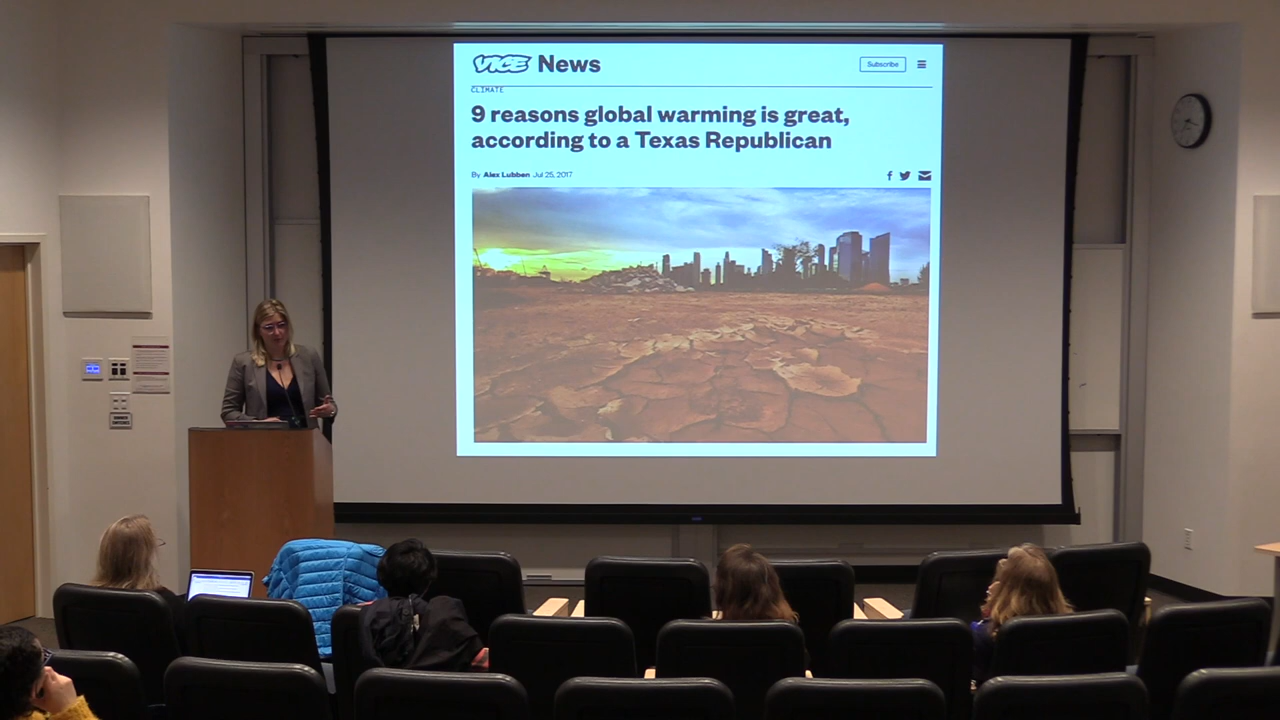 VICE News
Subscribe
CLIMATE
9 reasons global warming is great,
according to a Texas Republican
By Alex Lubben Jul 25, 2017